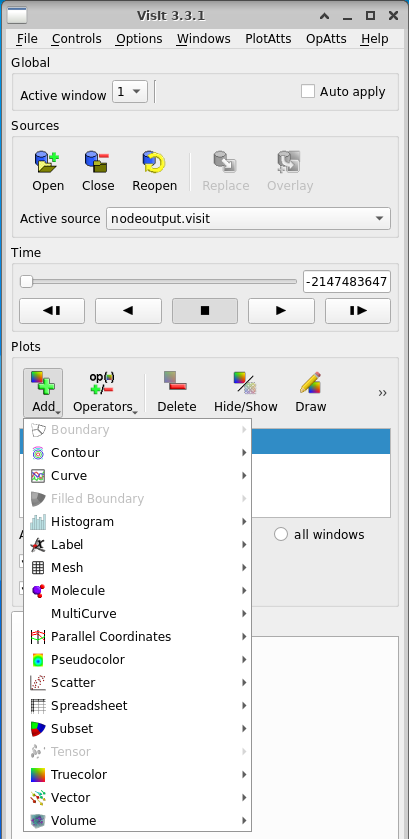 VisIt 3.3.1
File Controls Options Windows PlotAtts OpAtts Help
Global
Active window 1 Auto apply
Sources
Open Close Reopen Replace Overlay
Active source nodeoutput.visit
Time
-2147483647
Plots
op(·)
Add Operators Delete Hide/Show Draw »
Boundary
Contour
Curve
Filled Boundary
Histogram
A all windows
Label
Mesh
Molecule
MultiCurve
Parallel Coordinates
Pseudocolor
Scatter
Spreadsheet
Subset
Tensor
Truecolor
Vector
Volume